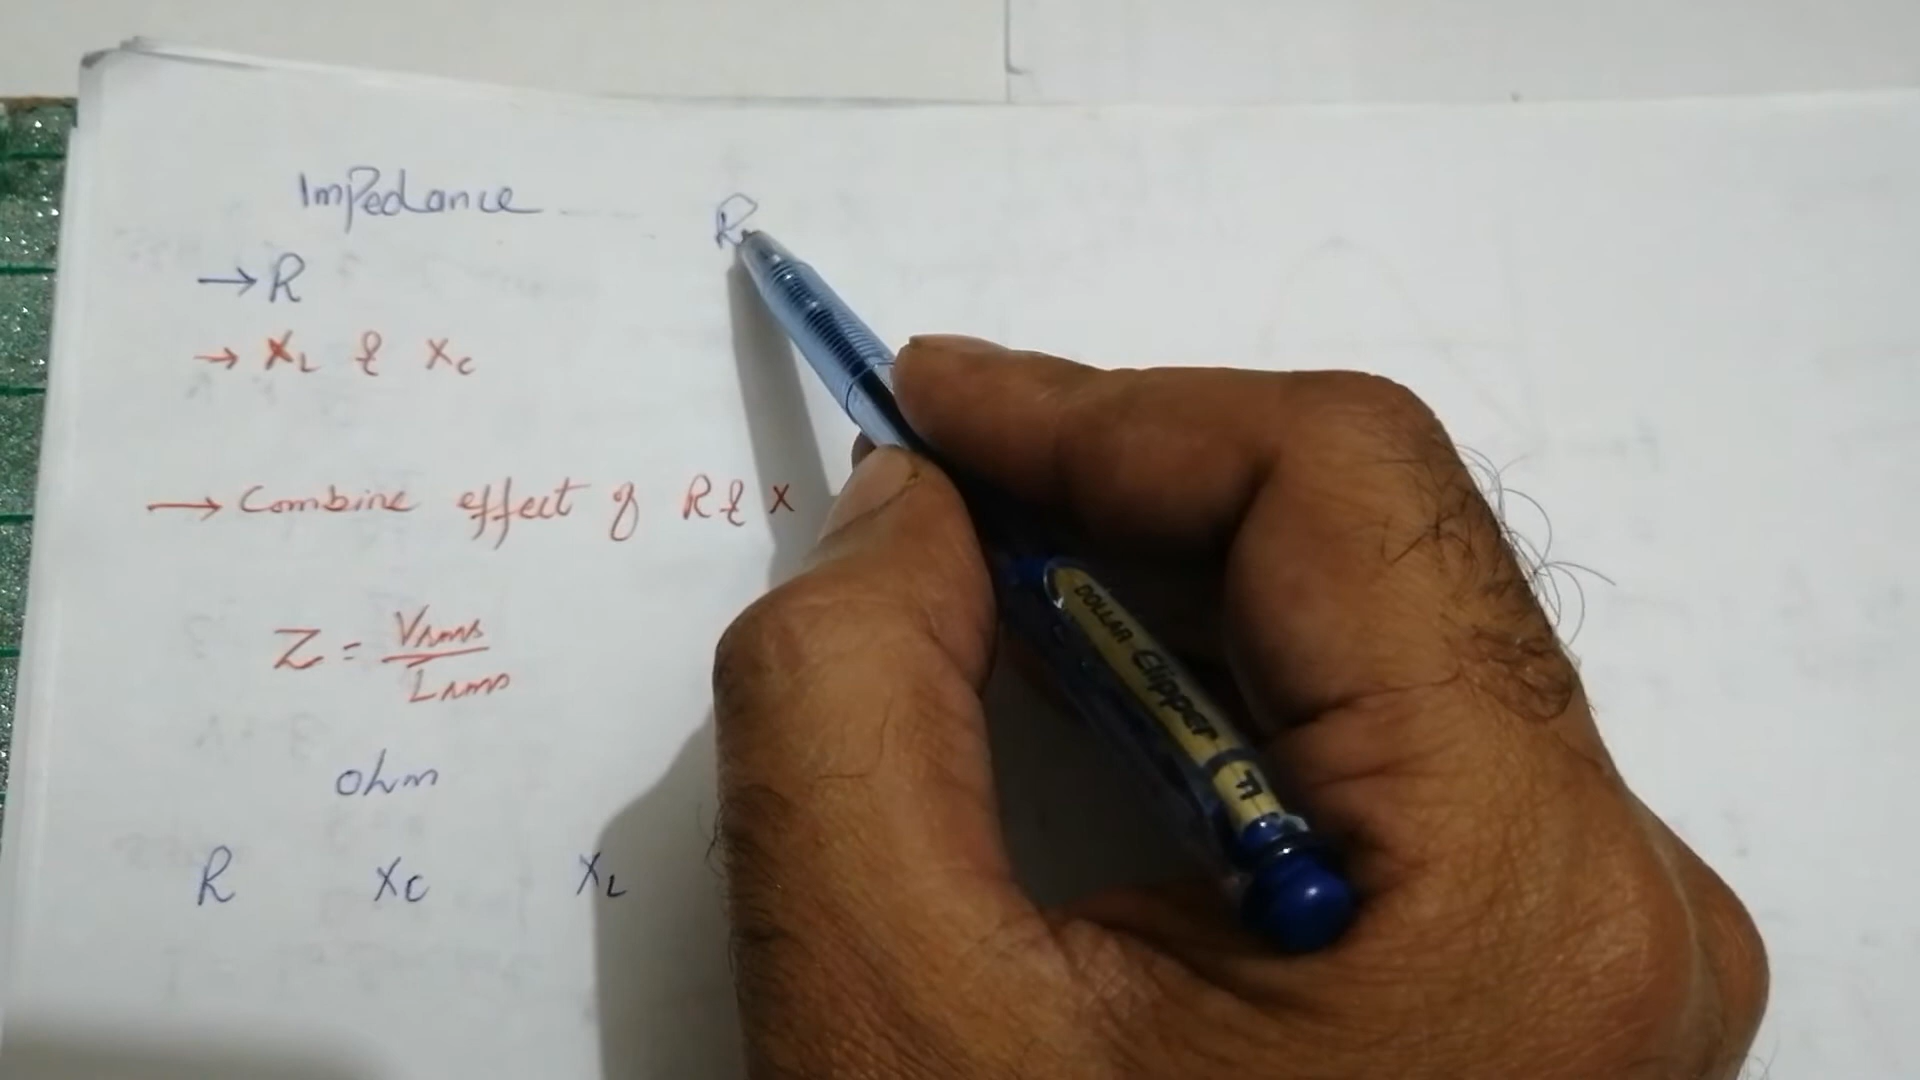 ImPedance R
→ R
→ XL & XC
→ Combine effect of R & X
Z = Vrms / Irms
ohm
R XC XL
DOLLAR Clipper